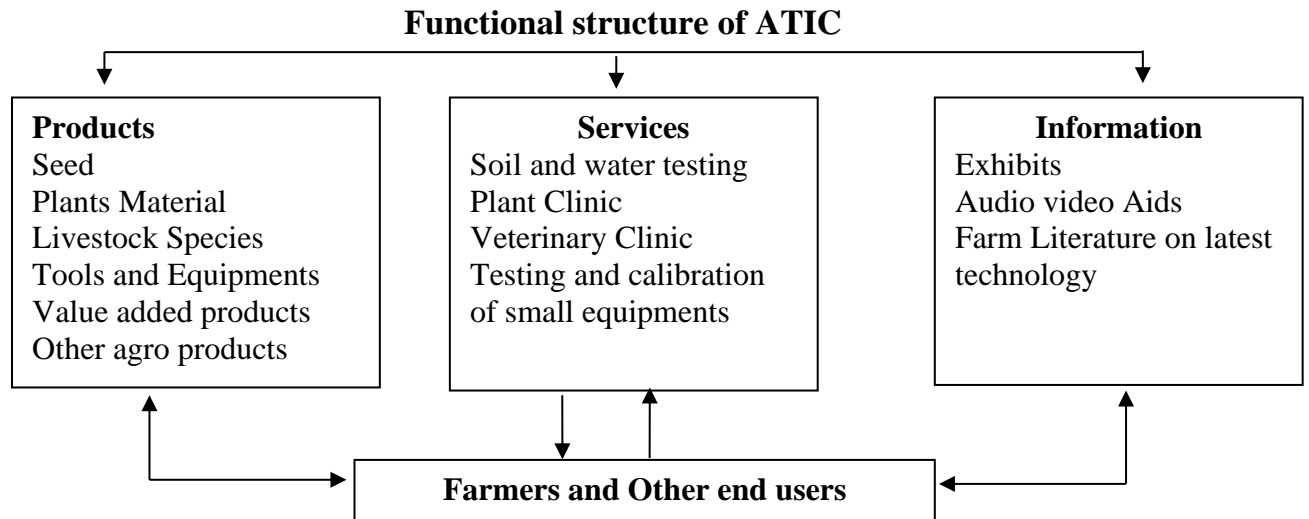 Functional structure of ATIC
Products
Seed
Plants Material
Livestock Species
Tools and Equipments
Value added products
Other agro products
Services
Soil and water testing
Plant Clinic
Veterinary Clinic
Testing and calibration
of small equipments
Information
Exhibits
Audio video Aids
Farm Literature on latest
technology
Farmers and Other end users